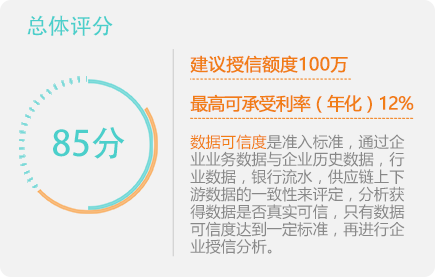 总体评分
85分
建议授信额度100万
最高可承受利率（年化）12%
数据可信度是准入标准，通过企
业业务数据与企业历史数据，行
业数据，银行流水，供应链上下
游数据的一致性来评定，分析获
得数据是否真实可信，只有数据
可信度达到一定标准，再进行企
业授信分析。